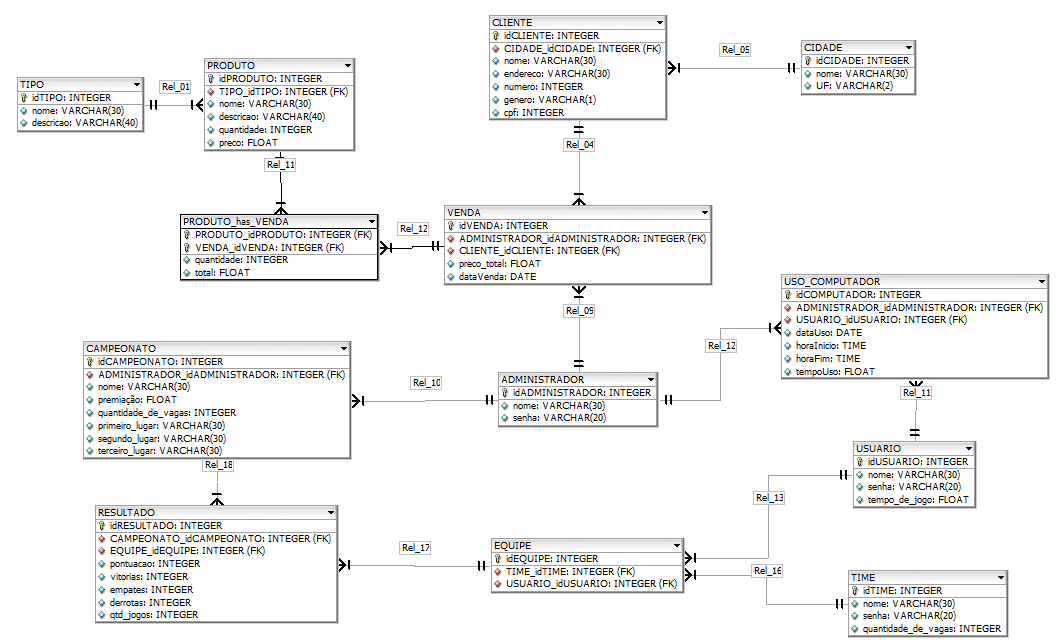 CLIENTE
idCLIENTE: INTEGER
CIDADE_idCIDADE: INTEGER (FK)
nome: VARCHAR(30)
endereco: VARCHAR(30)
numero: INTEGER
genero: VARCHAR(1)
cpf: INTEGER
Rel_05
CIDADE
idCIDADE: INTEGER
nome: VARCHAR(30)
UF: VARCHAR(2)
TIPO
idTIPO: INTEGER
nome: VARCHAR(30)
descricao: VARCHAR(40)
Rel_01
PRODUTO
idPRODUTO: INTEGER
TIPO_idTIPO: INTEGER (FK)
nome: VARCHAR(30)
descricao: VARCHAR(40)
quantidade: INTEGER
preco: FLOAT
Rel_04
Rel_11
PRODUTO_has_VENDA
PRODUTO_idPRODUTO: INTEGER (FK)
VENDA_idVENDA: INTEGER (FK)
quantidade: INTEGER
total: FLOAT
Rel_12
VENDA
idVENDA: INTEGER
ADMINISTRADOR_idADMINISTRADOR: INTEGER (FK)
CLIENTE_idCLIENTE: INTEGER (FK)
preco_total: FLOAT
dataVenda: DATE
Rel_09
USO_COMPUTADOR
idCOMPUTADOR: INTEGER
ADMINISTRADOR_idADMINISTRADOR: INTEGER (FK)
USUARIO_idUSUARIO: INTEGER (FK)
dataUso: DATE
horaInicio: TIME
horaFim: TIME
tempoUso: FLOAT
Rel_12
CAMPEONATO
idCAMPEONATO: INTEGER
ADMINISTRADOR_idADMINISTRADOR: INTEGER (FK)
nome: VARCHAR(30)
premiação: FLOAT
quantidade_de_vagas: INTEGER
primeiro_lugar: VARCHAR(30)
segundo_lugar: VARCHAR(30)
terceiro_lugar: VARCHAR(30)
Rel_10
ADMINISTRADOR
idADMINISTRADOR: INTEGER
nome: VARCHAR(30)
senha: VARCHAR(20)
Rel_11
USUARIO
idUSUARIO: INTEGER
nome: VARCHAR(30)
senha: VARCHAR(20)
tempo_de_jogo: FLOAT
Rel_18
Rel_13
RESULTADO
idRESULTADO: INTEGER
CAMPEONATO_idCAMPEONATO: INTEGER (FK)
EQUIPE_idEQUIPE: INTEGER (FK)
pontuacao: INTEGER
vitorias: INTEGER
empates: INTEGER
derrotas: INTEGER
qtd_jogos: INTEGER
Rel_17
EQUIPE
idEQUIPE: INTEGER
TIME_idTIME: INTEGER (FK)
USUARIO_idUSUARIO: INTEGER (FK)
Rel_16
TIME
idTIME: INTEGER
nome: VARCHAR(30)
senha: VARCHAR(20)
quantidade_de_vagas: INTEGER